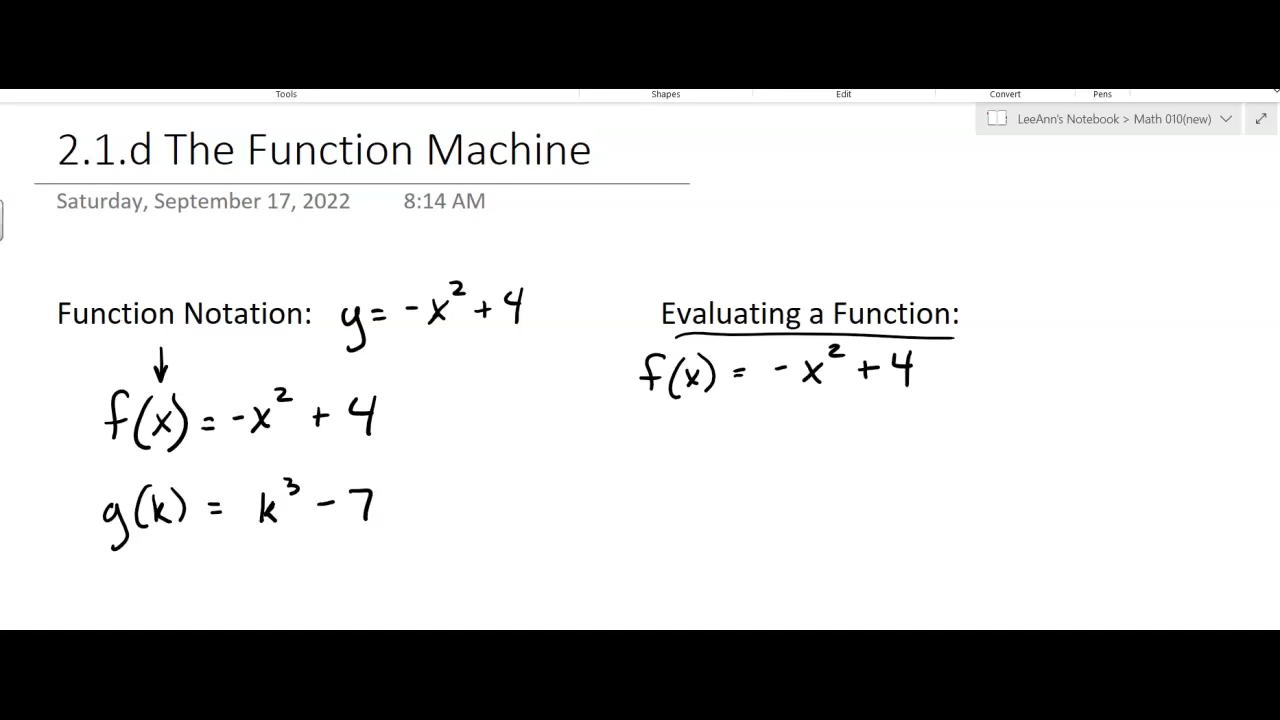 Tools Shapes Edit Convert Pens
LeeAnn's Notebook > Math 010(new)
2.1.d The Function Machine
Saturday, September 17, 2022 8:14 AM
Function Notation: y = -x² + 4
↓
f(x) = -x² + 4
g(k) = k³ - 7
Evaluating a Function:
f(x) = -x² + 4